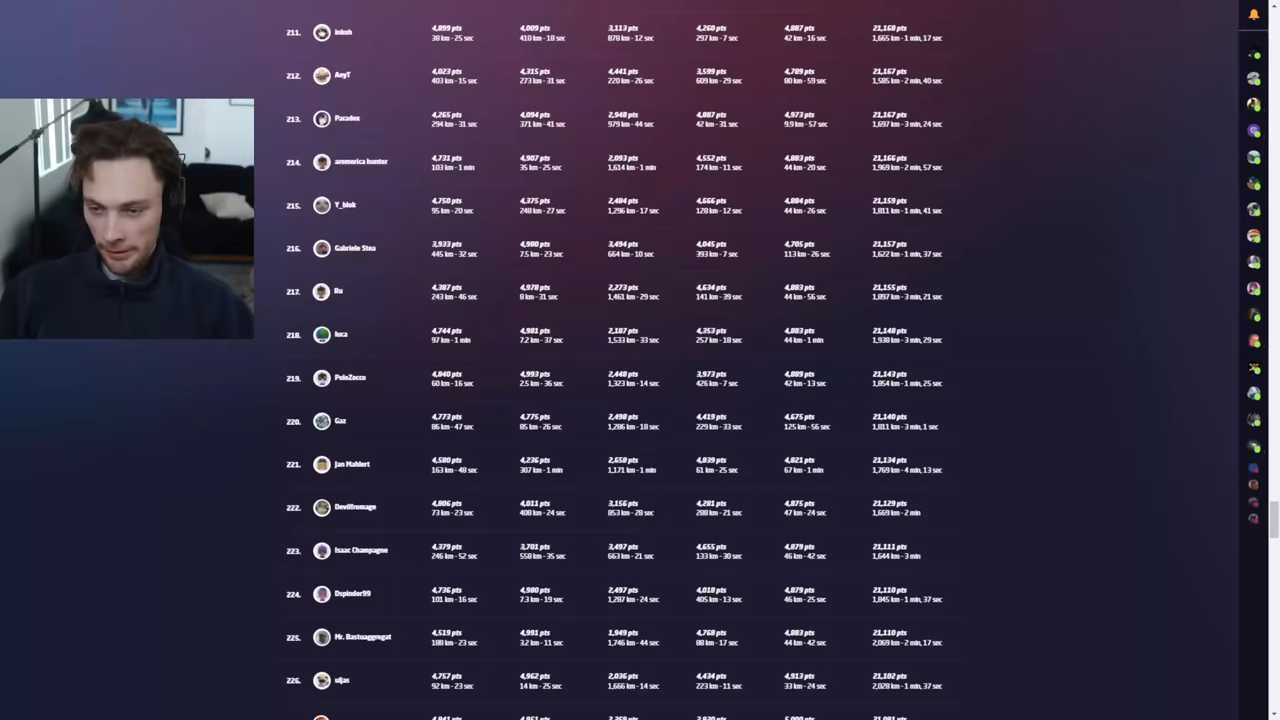 211. inkoh 4,899 pts 4,009 pts 3,113 pts 4,260 pts 4,887 pts 21,168 pts
38 km - 25 sec 410 km - 18 sec 878 km - 12 sec 297 km - 7 sec 42 km - 16 sec 1,665 km - 1 min, 17 sec
212. AnyT 4,023 pts 4,315 pts 4,441 pts 3,599 pts 4,789 pts 21,167 pts
403 km - 15 sec 273 km - 31 sec 220 km - 26 sec 609 km - 29 sec 80 km - 59 sec 1,585 km - 2 min, 40 sec
213. Paradox 4,265 pts 4,094 pts 2,948 pts 4,887 pts 4,973 pts 21,167 pts
294 km - 31 sec 371 km - 41 sec 979 km - 44 sec 42 km - 31 sec 9.9 km - 57 sec 1,697 km - 3 min, 24 sec
214. aremorica hunter 4,731 pts 4,907 pts 2,093 pts 4,552 pts 4,883 pts 21,166 pts
103 km - 1 min 35 km - 25 sec 1,614 km - 1 min 174 km - 11 sec 44 km - 20 sec 1,969 km - 2 min, 57 sec
215. Y_blok 4,750 pts 4,375 pts 2,484 pts 4,666 pts 4,884 pts 21,159 pts
95 km - 20 sec 248 km - 27 sec 1,296 km - 17 sec 128 km - 12 sec 44 km - 26 sec 1,811 km - 1 min, 41 sec
216. Gabriele Stea 3,933 pts 4,980 pts 3,494 pts 4,045 pts 4,705 pts 21,157 pts
445 km - 32 sec 7.5 km - 23 sec 664 km - 10 sec 393 km - 7 sec 113 km - 26 sec 1,622 km - 1 min, 37 sec
217. Ru 4,387 pts 4,978 pts 2,273 pts 4,634 pts 4,883 pts 21,155 pts
243 km - 46 sec 8 km - 31 sec 1,461 km - 29 sec 141 km - 39 sec 44 km - 56 sec 1,897 km - 3 min, 21 sec
218. luca 4,744 pts 4,981 pts 2,187 pts 4,353 pts 4,883 pts 21,148 pts
97 km - 1 min 7.2 km - 37 sec 1,533 km - 33 sec 257 km - 18 sec 44 km - 1 min 1,938 km - 3 min, 29 sec
219. PoloZecco 4,840 pts 4,993 pts 2,448 pts 3,973 pts 4,889 pts 21,143 pts
60 km - 16 sec 2.5 km - 36 sec 1,323 km - 14 sec 426 km - 7 sec 42 km - 13 sec 1,854 km - 1 min, 25 sec
220. Gaz 4,773 pts 4,775 pts 2,498 pts 4,419 pts 4,675 pts 21,140 pts
86 km - 47 sec 85 km - 26 sec 1,286 km - 18 sec 229 km - 33 sec 125 km - 56 sec 1,811 km - 3 min, 1 sec
221. Jan Mahlert 4,580 pts 4,236 pts 2,658 pts 4,839 pts 4,821 pts 21,134 pts
163 km - 48 sec 307 km - 1 min 1,171 km - 1 min 61 km - 25 sec 67 km - 1 min 1,769 km - 4 min, 13 sec
222. Devilfromage 4,806 pts 4,011 pts 3,156 pts 4,281 pts 4,875 pts 21,129 pts
73 km - 23 sec 408 km - 24 sec 853 km - 28 sec 288 km - 21 sec 47 km - 24 sec 1,669 km - 2 min
223. Isaac Champagne 4,379 pts 3,701 pts 3,497 pts 4,655 pts 4,879 pts 21,111 pts
246 km - 52 sec 558 km - 35 sec 663 km - 21 sec 133 km - 30 sec 46 km - 42 sec 1,644 km - 3 min
224. Dspindor99 4,736 pts 4,980 pts 2,497 pts 4,018 pts 4,879 pts 21,110 pts
101 km - 16 sec 7.3 km - 19 sec 1,287 km - 24 sec 405 km - 13 sec 46 km - 25 sec 1,845 km - 1 min, 37 sec
225. Mr. Bastuaggregat 4,519 pts 4,991 pts 1,949 pts 4,768 pts 4,883 pts 21,110 pts
188 km - 23 sec 3.2 km - 11 sec 1,746 km - 44 sec 88 km - 17 sec 44 km - 42 sec 2,069 km - 2 min, 17 sec
226. uljas 4,757 pts 4,962 pts 2,036 pts 4,434 pts 4,913 pts 21,102 pts
92 km - 23 sec 14 km - 25 sec 1,666 km - 14 sec 223 km - 11 sec 33 km - 24 sec 2,028 km - 1 min, 37 sec